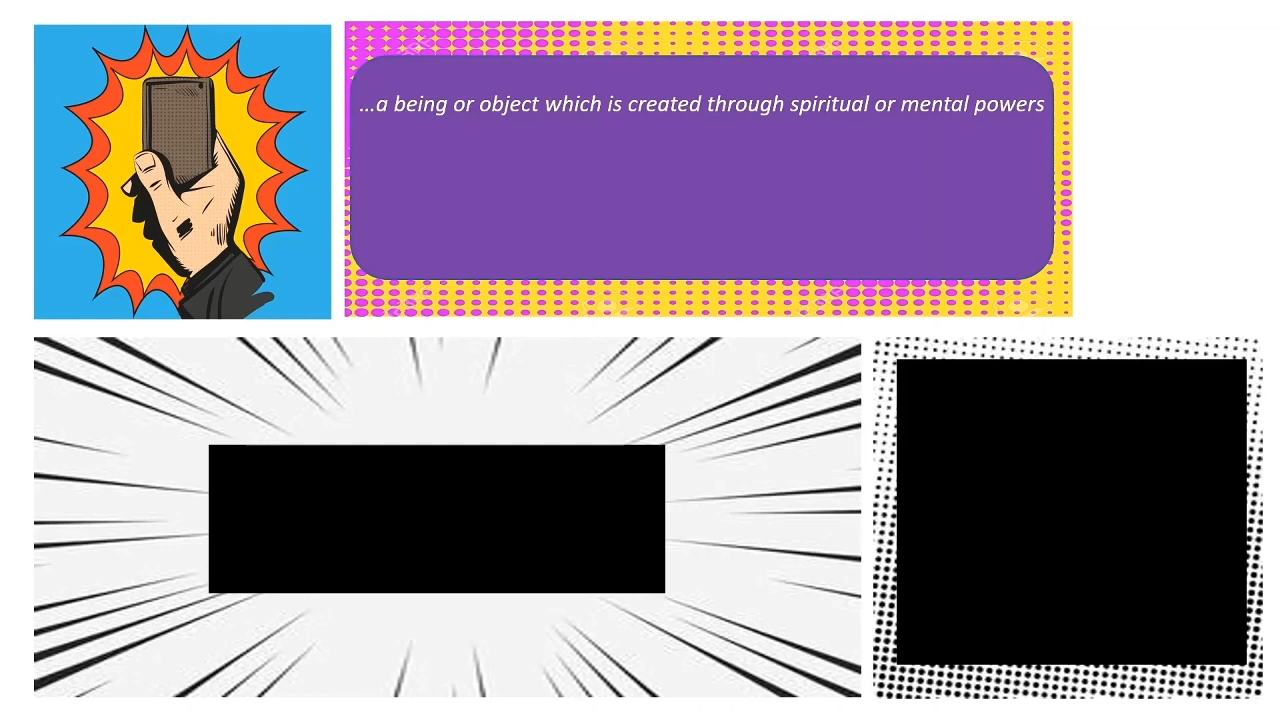 ...a being or object which is created through spiritual or mental powers